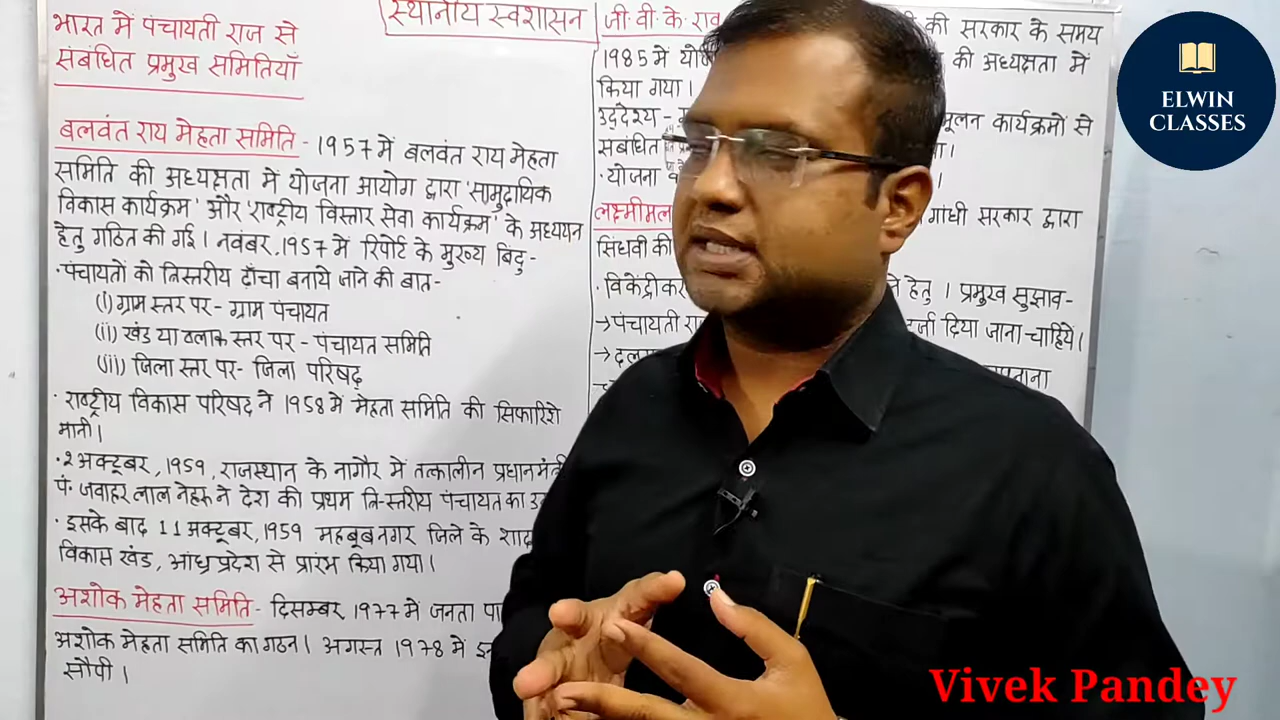 स्थानीय स्वशासन
भारत में पंचायती राज से
संबंधित प्रमुख समितियाँ
बलवंत राय मेहता समिति - 1957 में बलवंत राय मेहता
समिति की अध्यक्षता में योजना आयोग द्वारा 'सामुदायिक
विकास कार्यक्रम' और 'राष्ट्रीय विस्तार सेवा कार्यक्रम' के अध्ययन
हेतु गठित की गई। नवंबर, 1957 में रिपोर्ट के मुख्य बिंदु -
· पंचायतों को त्रिस्तरीय ढाँचा बनाये जाने की बात -
(i) ग्राम स्तर पर - ग्राम पंचायत
(ii) खंड या ब्लाक स्तर पर - पंचायत समिति
(iii) जिला स्तर पर - जिला परिषद्
· राष्ट्रीय विकास परिषद् ने 1958 में मेहता समिति की सिफारिशे
मानी।
· 2 अक्टूबर, 1959, राजस्थान के नागौर में तत्कालीन प्रधानमंत्री
पं. जवाहर लाल नेहरू ने देश की प्रथम त्रि-स्तरीय पंचायत का
· इसके बाद 11 अक्टूबर, 1959 महबूबनगर जिले के
विकास खंड, आंध्रप्रदेश से प्रारंभ किया गया।
अशोक मेहता समिति - दिसम्बर 1977 में जनता
अशोक मेहता समिति का गठन। अगस्त 1978 में
सौपी।
जी. वी. के. राव की सरकार के समय
1985 में की अध्यक्षता में
किया गया।
उद्देश्य - कार्यक्रमों से
संबंधित
· योजना
गांधी सरकार द्वारा
सिंधवी की
हेतु। प्रमुख सुझाव -
→ पंचायती दिया जाना चाहिये।
ELWIN
CLASSES
Vivek Pandey